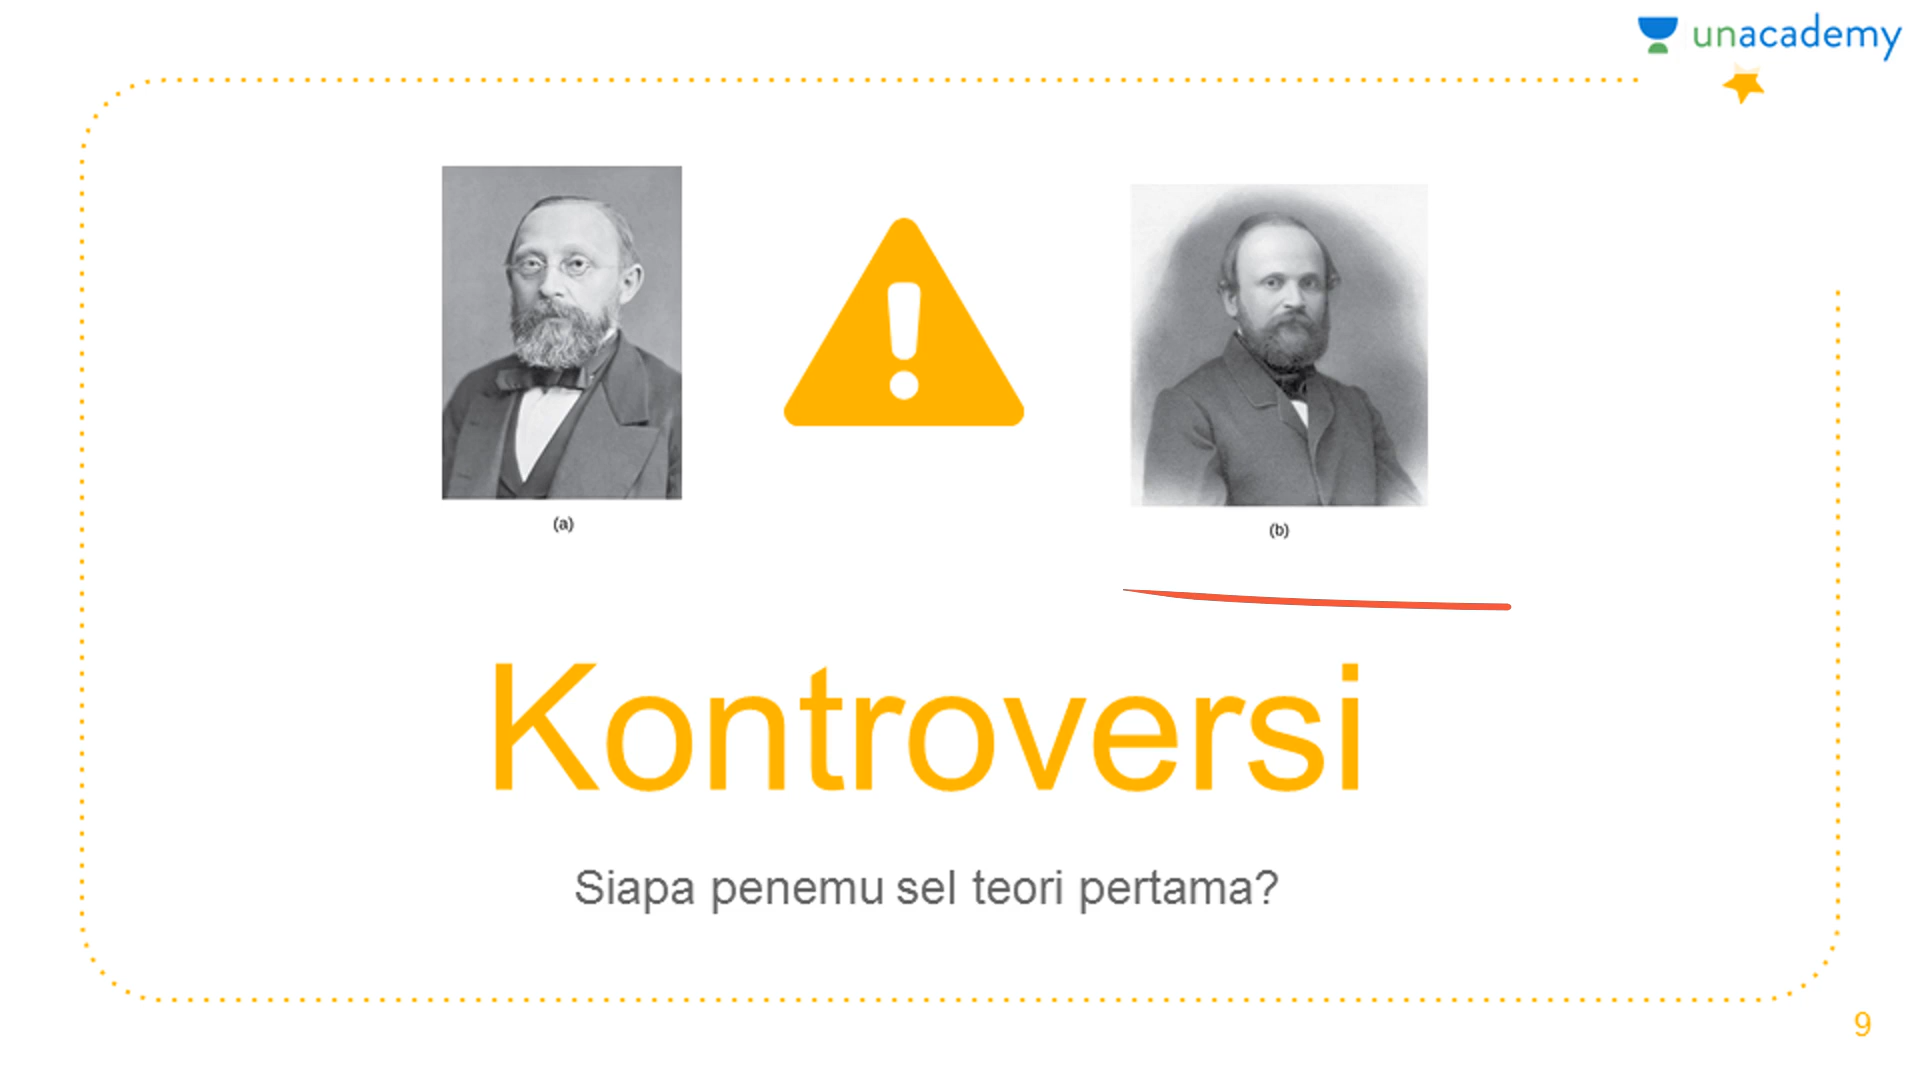 unacademy
(a)
(b)
Kontroversi
Siapa penemu sel teori pertama?
9